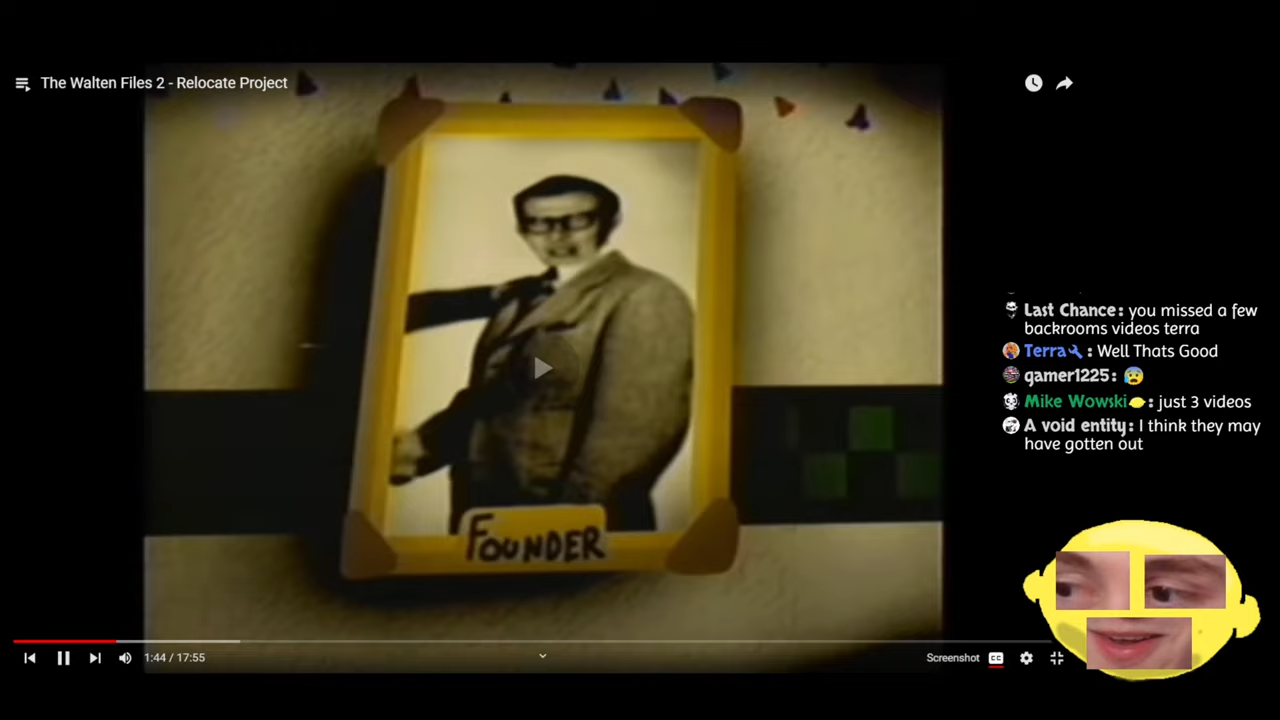 The Walten Files 2 - Relocate Project
FOUNDER
Last Chance: you missed a few
backrooms videos terra
Terra🔧: Well Thats Good
gamer1225: 😰
Mike Wowski🍋: just 3 videos
A void entity: I think they may
have gotten out
1:44 / 17:55
Screenshot
CC